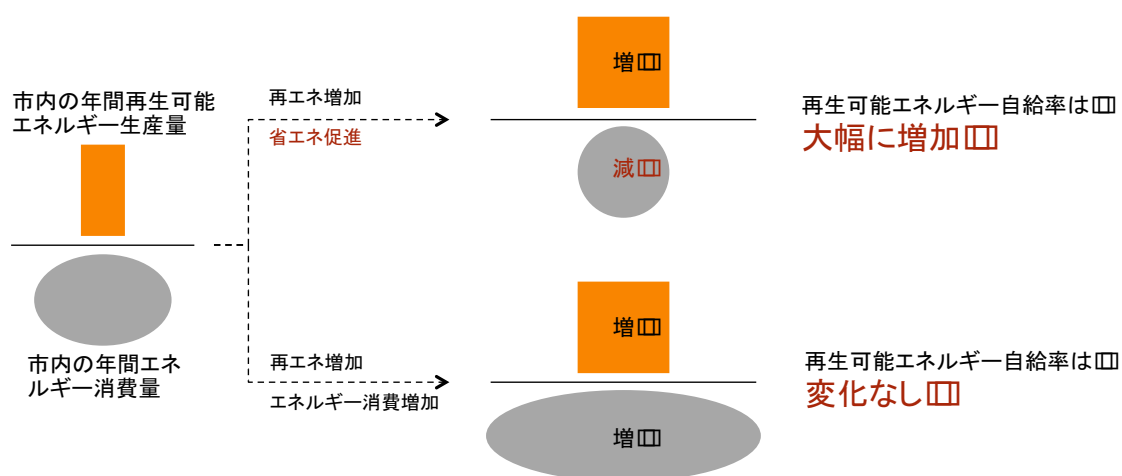 市内の年間再生可能
エネルギー生産量
市内の年間エネ
ルギー消費量
再エネ増加
省エネ促進
増
減
再生可能エネルギー自給率は
大幅に増加
再エネ増加
エネルギー消費増加
増
増
再生可能エネルギー自給率は
変化なし